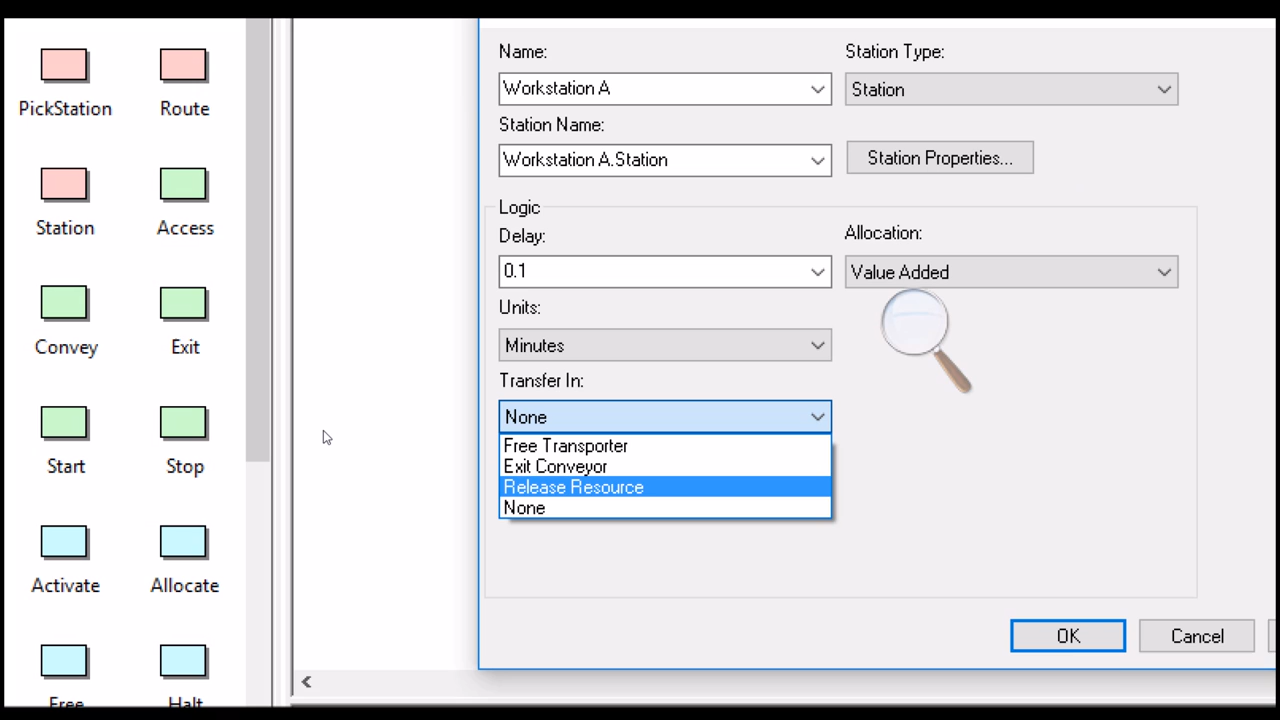 PickStation Route
Station Access
Convey Exit
Start Stop
Activate Allocate
Free Halt
Name:
Workstation A
Station Type:
Station
Station Name:
Workstation A.Station
Station Properties...
Logic
Delay:
0.1
Allocation:
Value Added
Units:
Minutes
Transfer In:
None
Free Transporter
Exit Conveyor
Release Resource
None
OK
Cancel